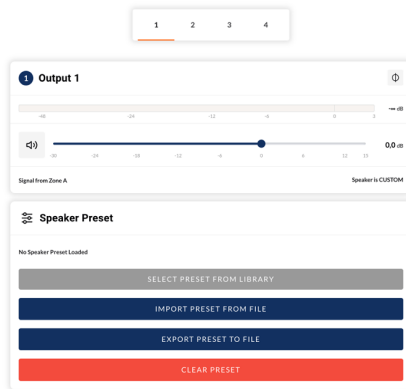 1 2 3 4
1 Output 1
-∞ dB
-48 -24 -12 -6 0 3
0,0 dB
-30 -24 -18 -12 -6 0 6 12 15
Signal from Zone A Speaker is CUSTOM
Speaker Preset
No Speaker Preset Loaded
SELECT PRESET FROM LIBRARY
IMPORT PRESET FROM FILE
EXPORT PRESET TO FILE
CLEAR PRESET